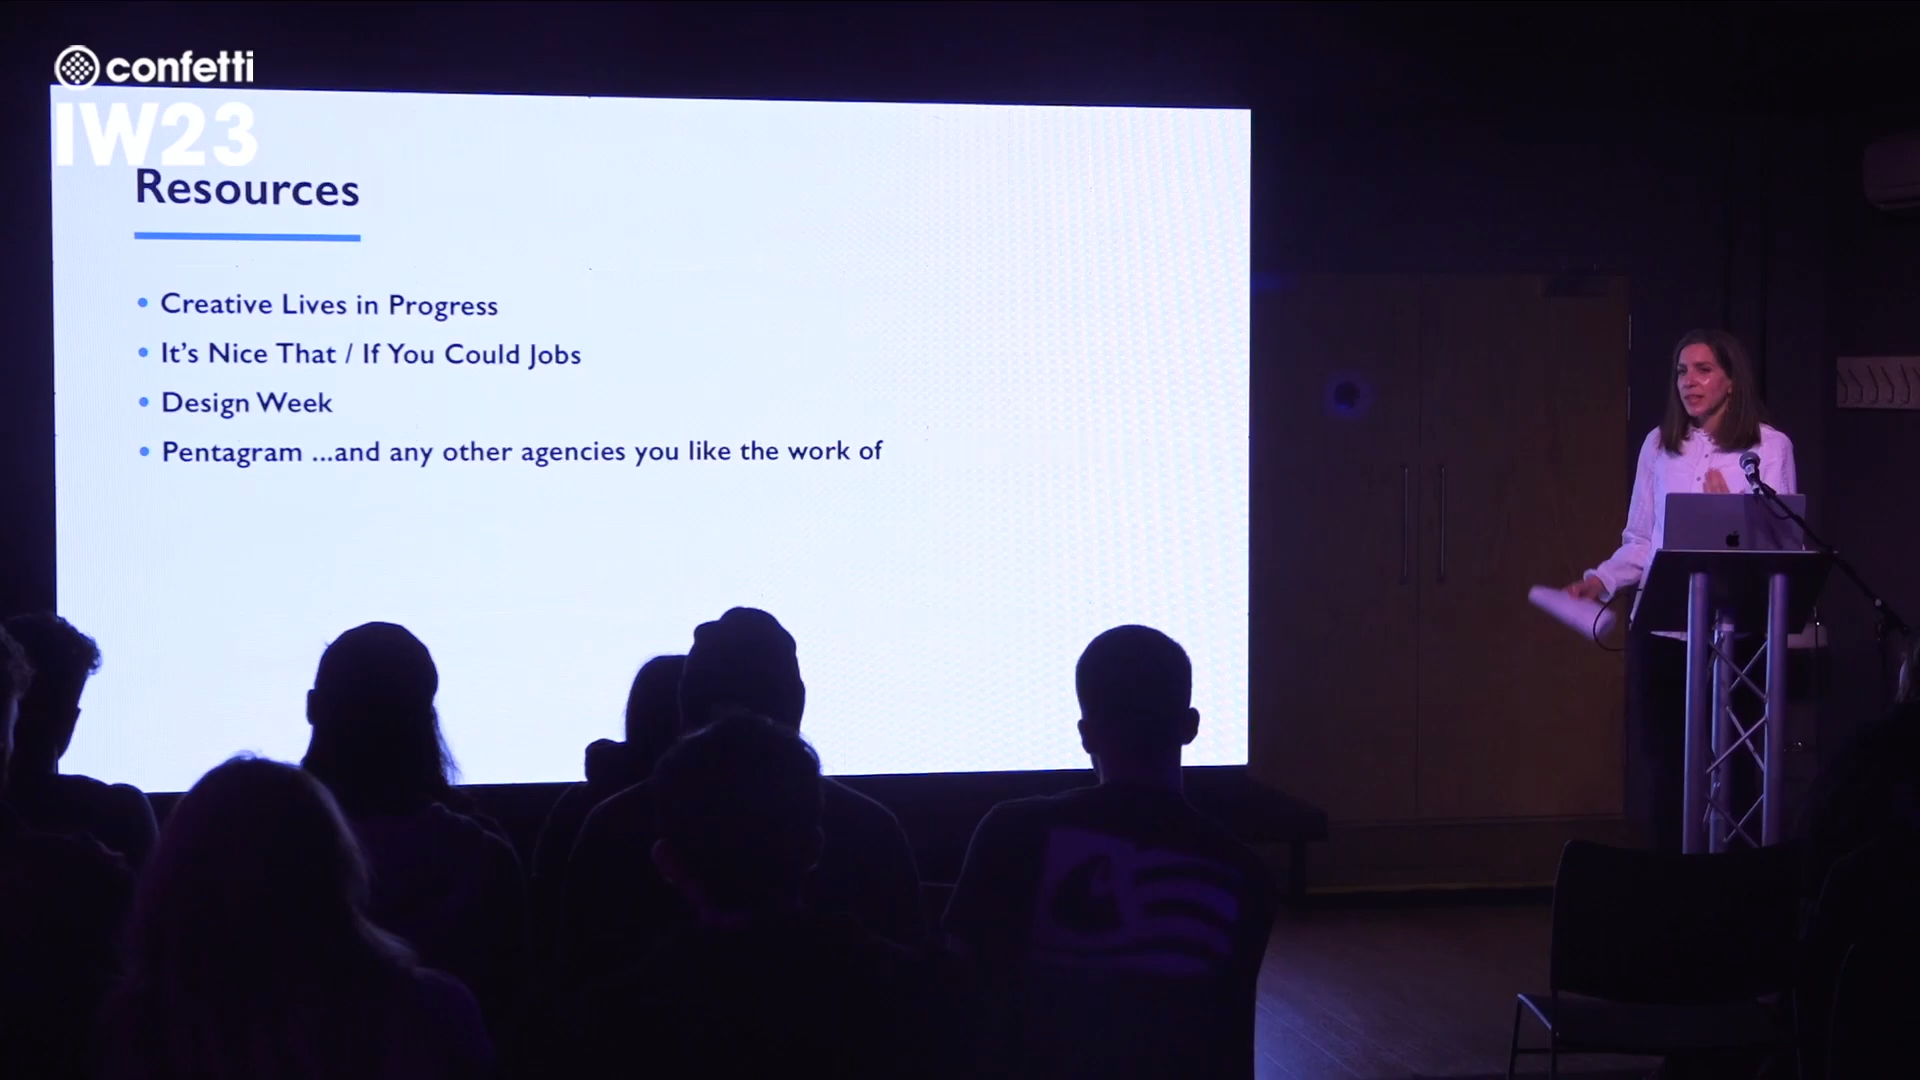 confetti
IW23
Resources
• Creative Lives in Progress
• It's Nice That / If You Could Jobs
• Design Week
• Pentagram ...and any other agencies you like the work of